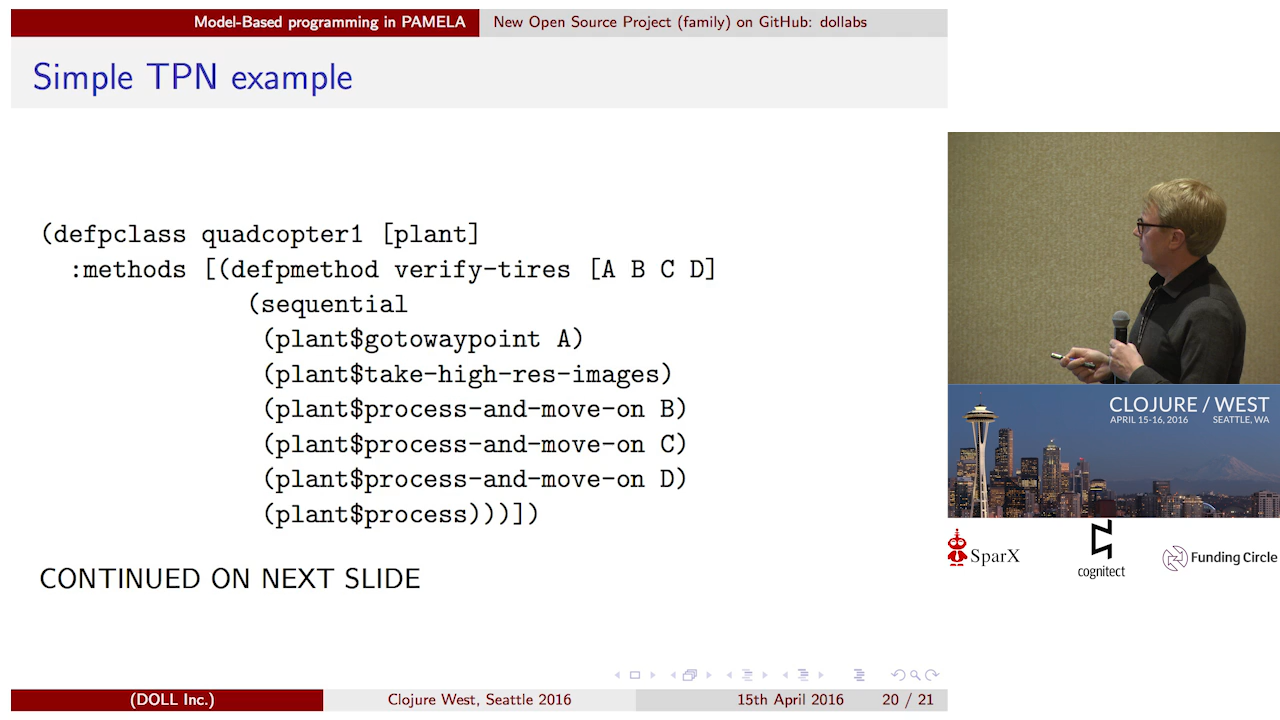 Model-Based programming in PAMELA
New Open Source Project (family) on GitHub: dollabs
Simple TPN example
(defpclass quadcopter1 [plant]
:methods [(defpmethod verify-tires [A B C D]
(sequential
(plant$gotowaypoint A)
(plant$take-high-res-images)
(plant$process-and-move-on B)
(plant$process-and-move-on C)
(plant$process-and-move-on D)
(plant$process)))])
CONTINUED ON NEXT SLIDE
(DOLL Inc.)
Clojure West, Seattle 2016
15th April 2016
20 / 21
CLOJURE / WEST
APRIL 15-16, 2016 SEATTLE, WA
SparX
cognitect
Funding Circle